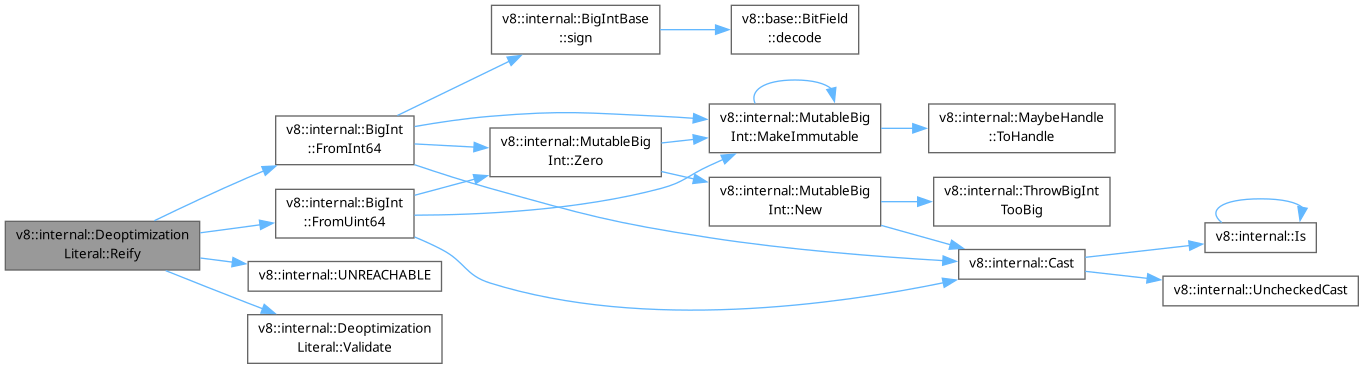 v8::internal::BigIntBase
::sign
v8::base::BitField
::decode
v8::internal::BigInt
::FromInt64
v8::internal::MutableBig
Int::MakeImmutable
v8::internal::MaybeHandle
::ToHandle
v8::internal::MutableBig
Int::Zero
v8::internal::BigInt
::FromUint64
v8::internal::MutableBig
Int::New
v8::internal::ThrowBigInt
TooBig
v8::internal::Deoptimization
Literal::Reify
v8::internal::Is
v8::internal::UNREACHABLE
v8::internal::Cast
v8::internal::UncheckedCast
v8::internal::Deoptimization
Literal::Validate